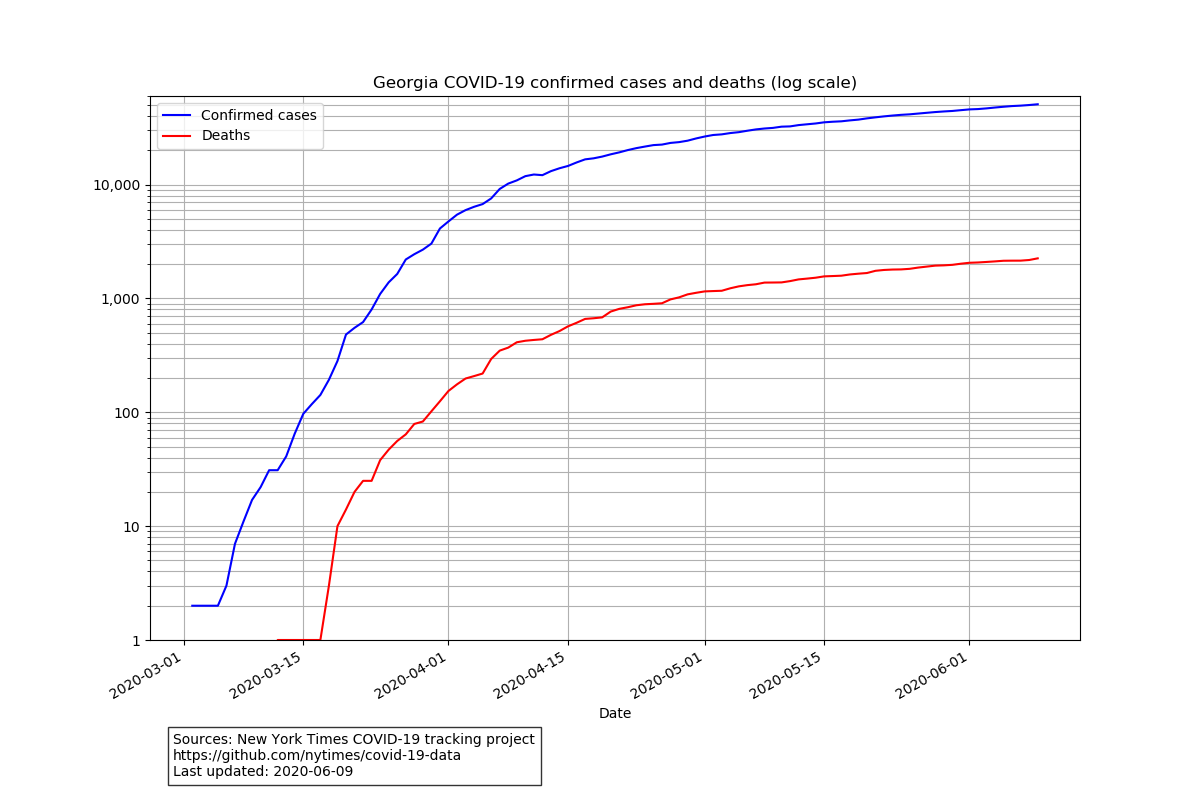 Georgia COVID-19 confirmed cases and deaths (log scale)
Confirmed cases
Deaths
10,000
1,000
100
10
1
2020-03-01
2020-03-15
2020-04-01
2020-04-15
2020-05-01
2020-05-15
2020-06-01
Date
Sources: New York Times COVID-19 tracking project
https://github.com/nytimes/covid-19-data
Last updated: 2020-06-09